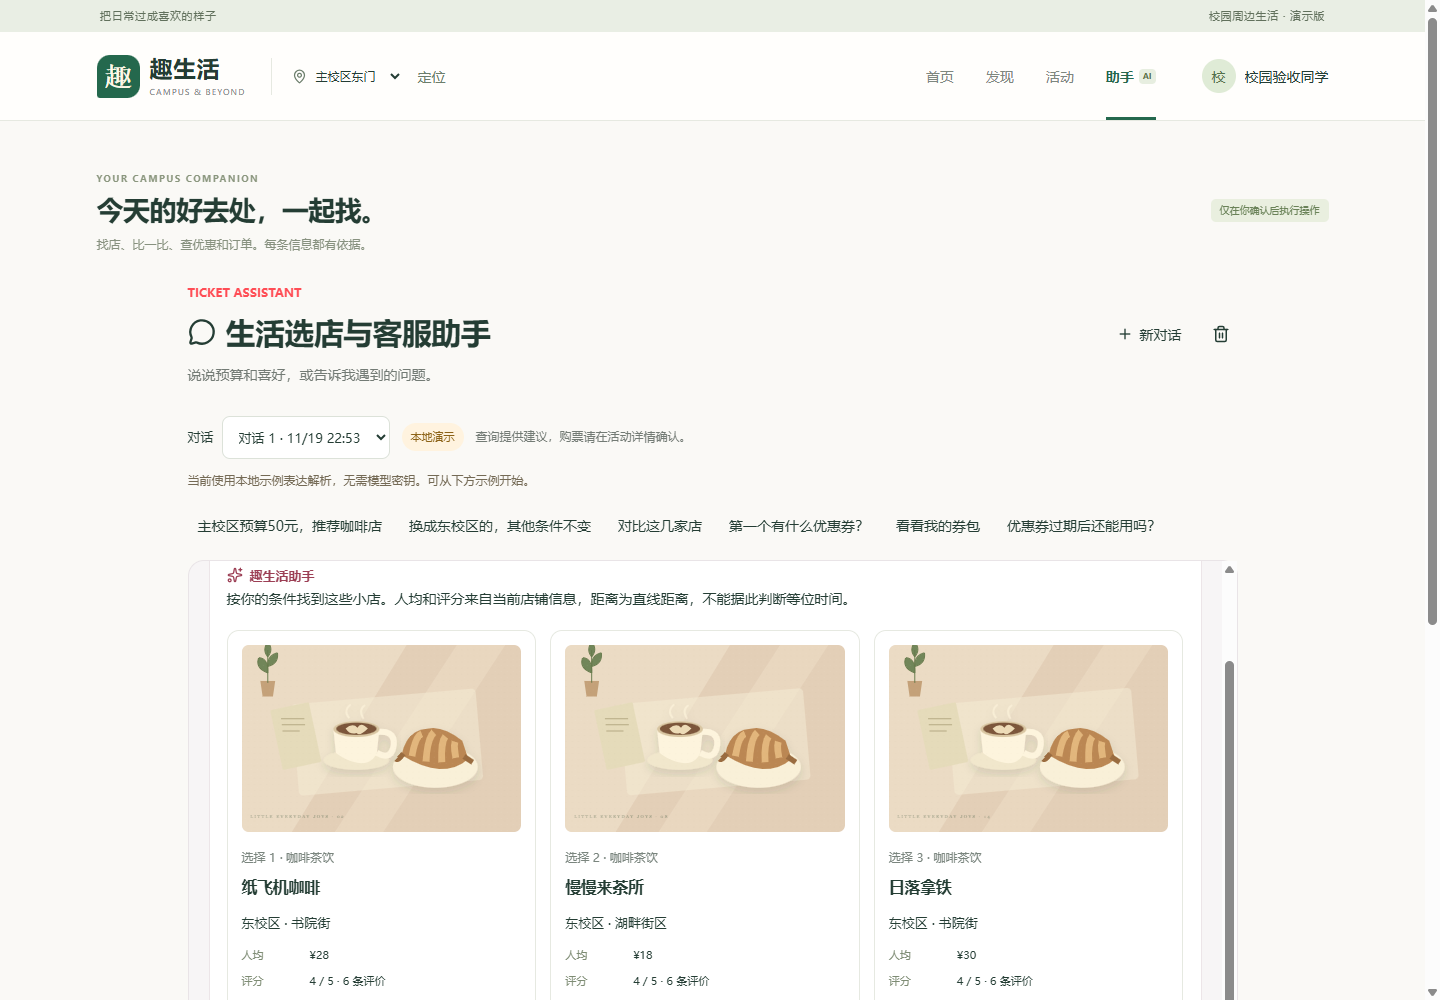 把日常过成喜欢的样子
校园周边生活 · 演示版
趣 趣生活
CAMPUS & BEYOND
主校区东门
定位
首页
发现
活动
助手 AI
校 校园验收同学
YOUR CAMPUS COMPANION
今天的好去处，一起找。
仅在你确认后执行操作
找店、比一比、查优惠和订单。每条信息都有依据。
TICKET ASSISTANT
生活选店与客服助手
新对话
说说预算和喜好，或告诉我遇到的问题。
对话 对话 1 · 11/19 22:53 本地演示 查询提供建议，购票请在活动详情确认。
当前使用本地示例表达解析，无需模型密钥。可从下方示例开始。
主校区预算50元，推荐咖啡店
换成东校区的，其他条件不变
对比这几家店
第一个有什么优惠券？
看看我的券包
优惠券过期后还能用吗？
趣生活助手
按你的条件找到这些小店。人均和评分来自当前店铺信息，距离为直线距离，不能据此判断等位时间。
LITTLE EVERYDAY JOYS
选择 1 · 咖啡茶饮
纸飞机咖啡
东校区 · 书院街
人均 ¥28
评分 4 / 5 · 6 条评价
LITTLE EVERYDAY JOYS
选择 2 · 咖啡茶饮
慢慢来茶所
东校区 · 湖畔街区
人均 ¥18
评分 4 / 5 · 6 条评价
LITTLE EVERYDAY JOYS
选择 3 · 咖啡茶饮
日落拿铁
东校区 · 书院街
人均 ¥30
评分 4 / 5 · 6 条评价